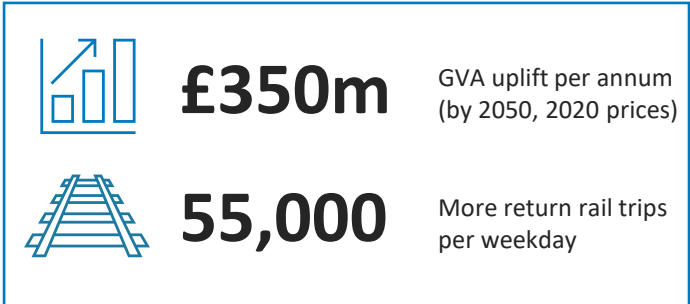 £350m
GVA uplift per annum
(by 2050, 2020 prices)
55,000
More return rail trips
per weekday